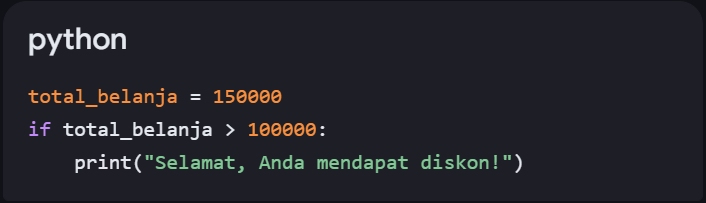 python
total_belanja = 150000
if total_belanja > 100000:
    print("Selamat, Anda mendapat diskon!")